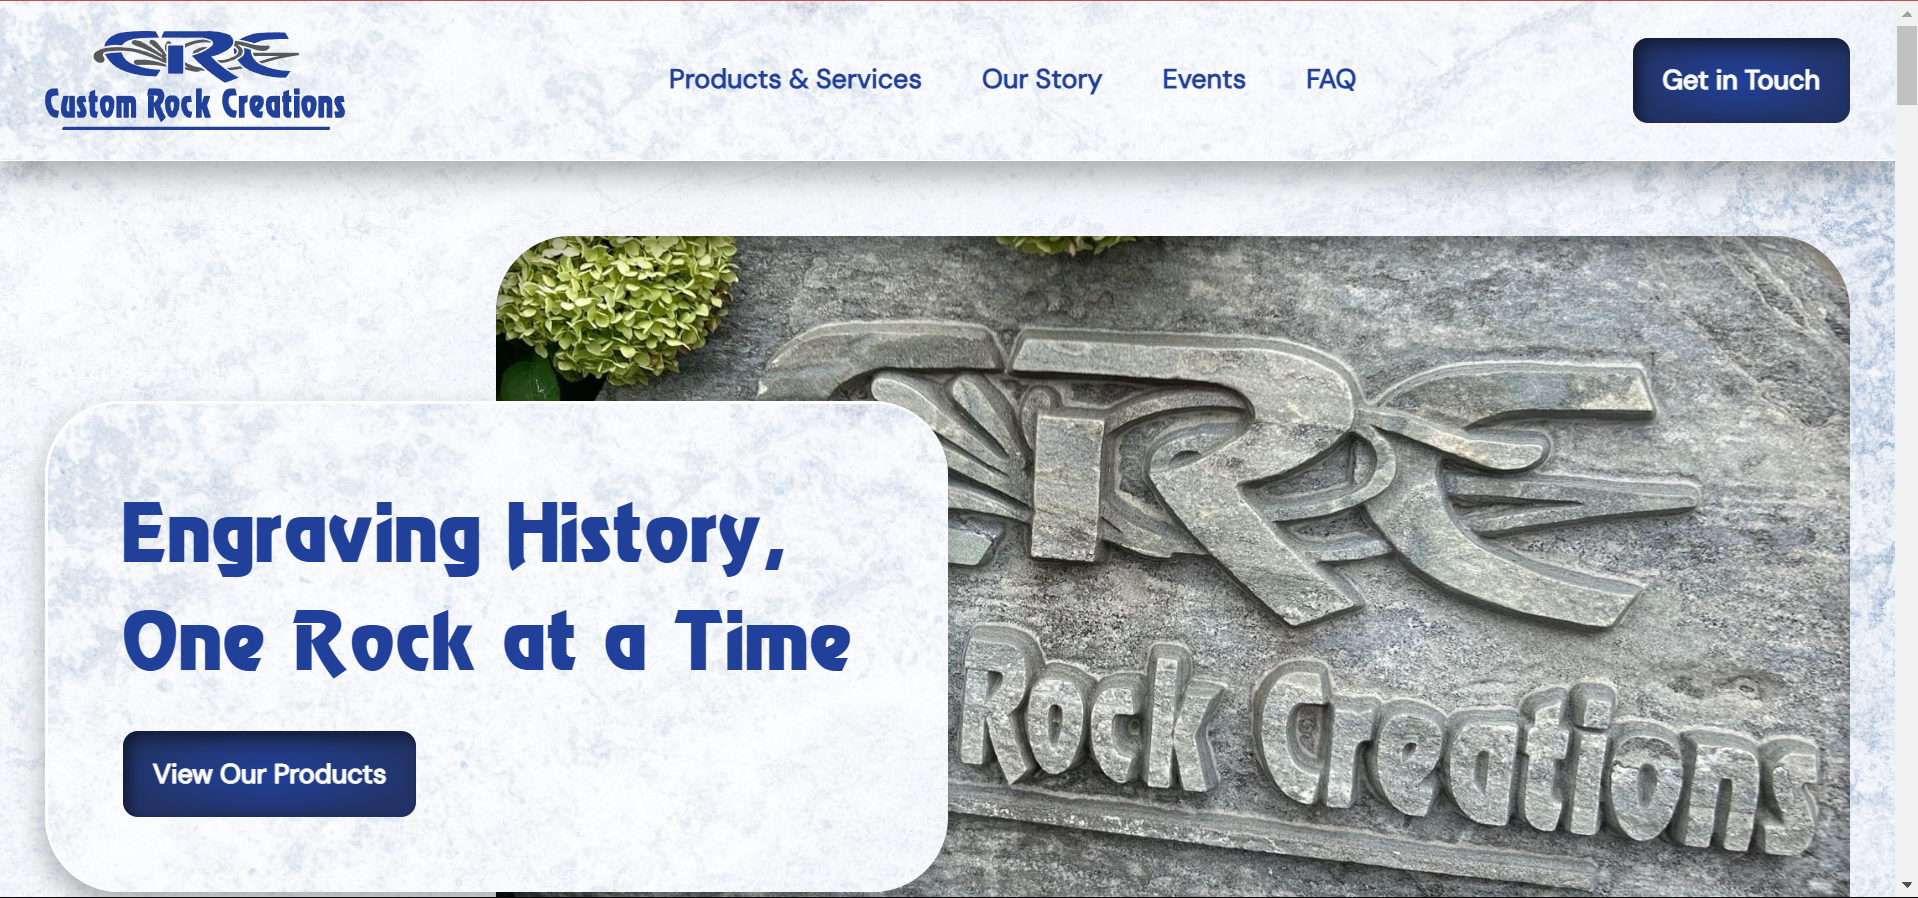 CRC
Custom Rock Creations
Products & Services
Our Story
Events
FAQ
Get in Touch
CRC
Rock Creations
Engraving History,
One Rock at a Time
View Our Products